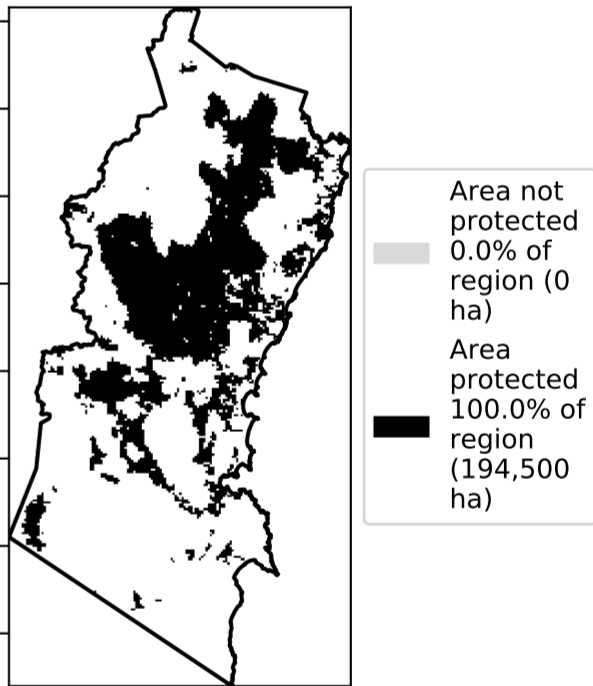 Area not
protected
0.0% of
region (0
ha)
Area
protected
100.0% of
region
(194,500
ha)